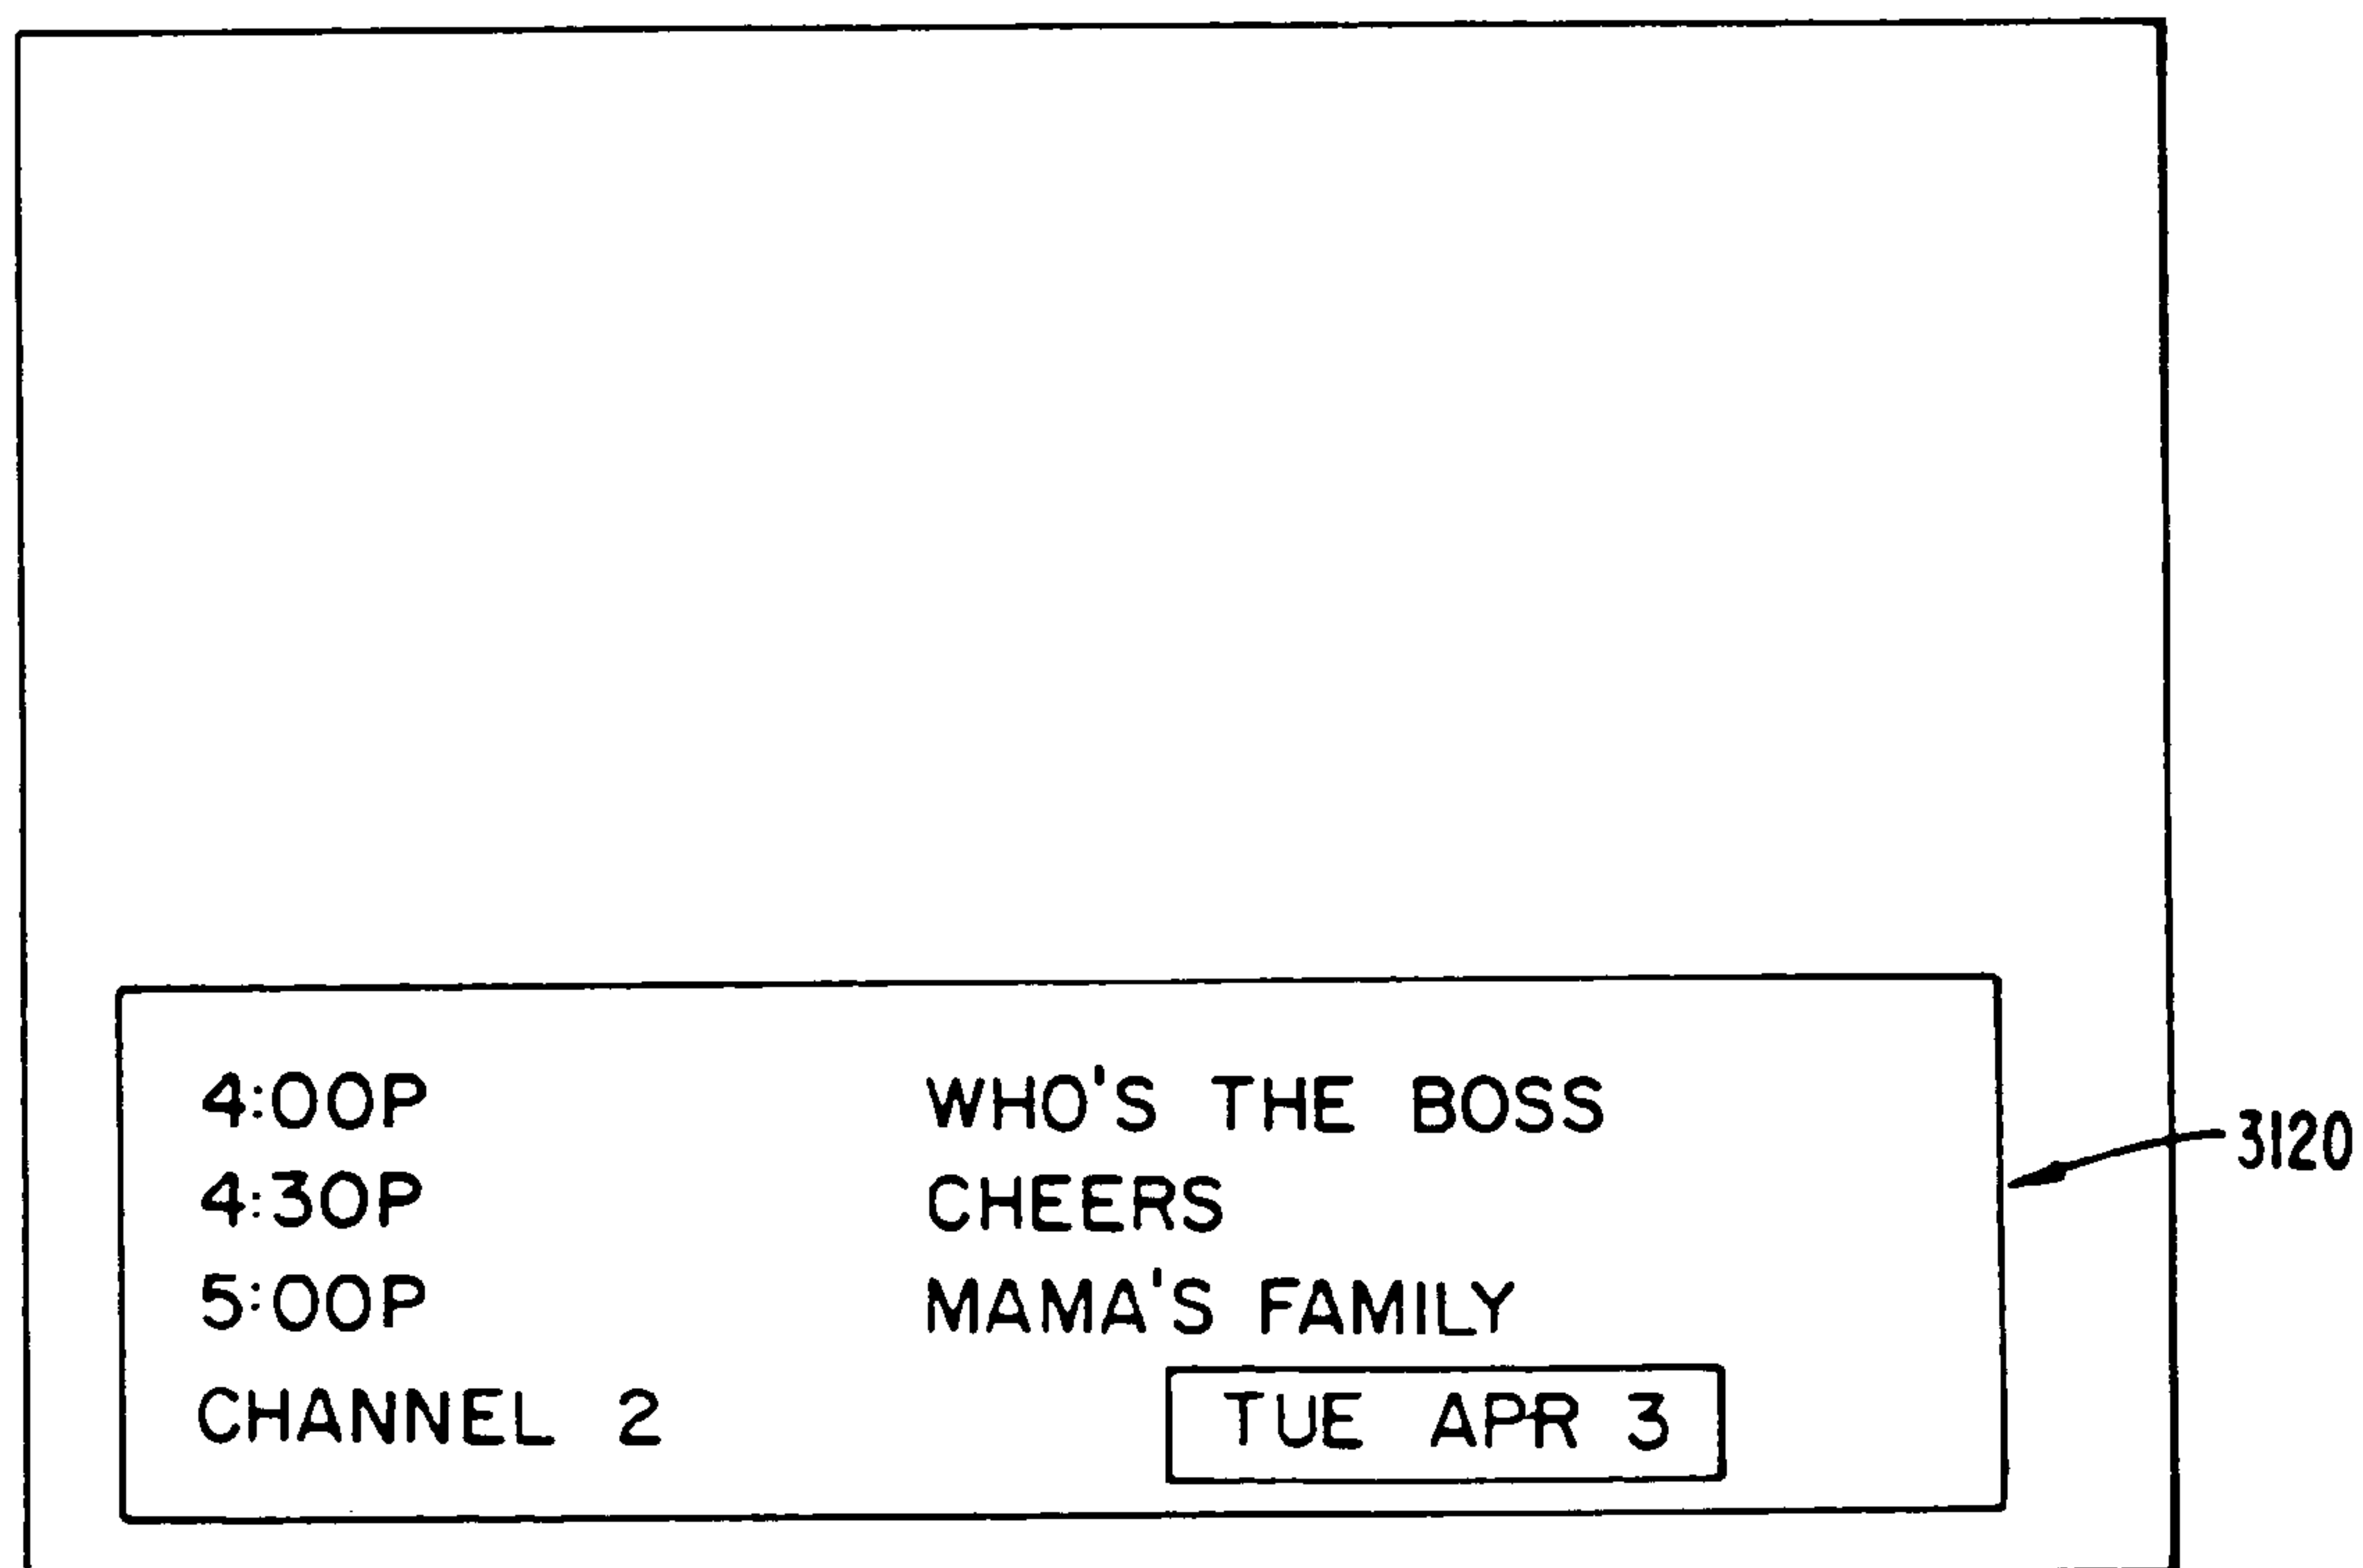 4:00P WHO'S THE BOSS
4:30P CHEERS
5:00P MAMA'S FAMILY
CHANNEL 2 TUE APR 3
3120